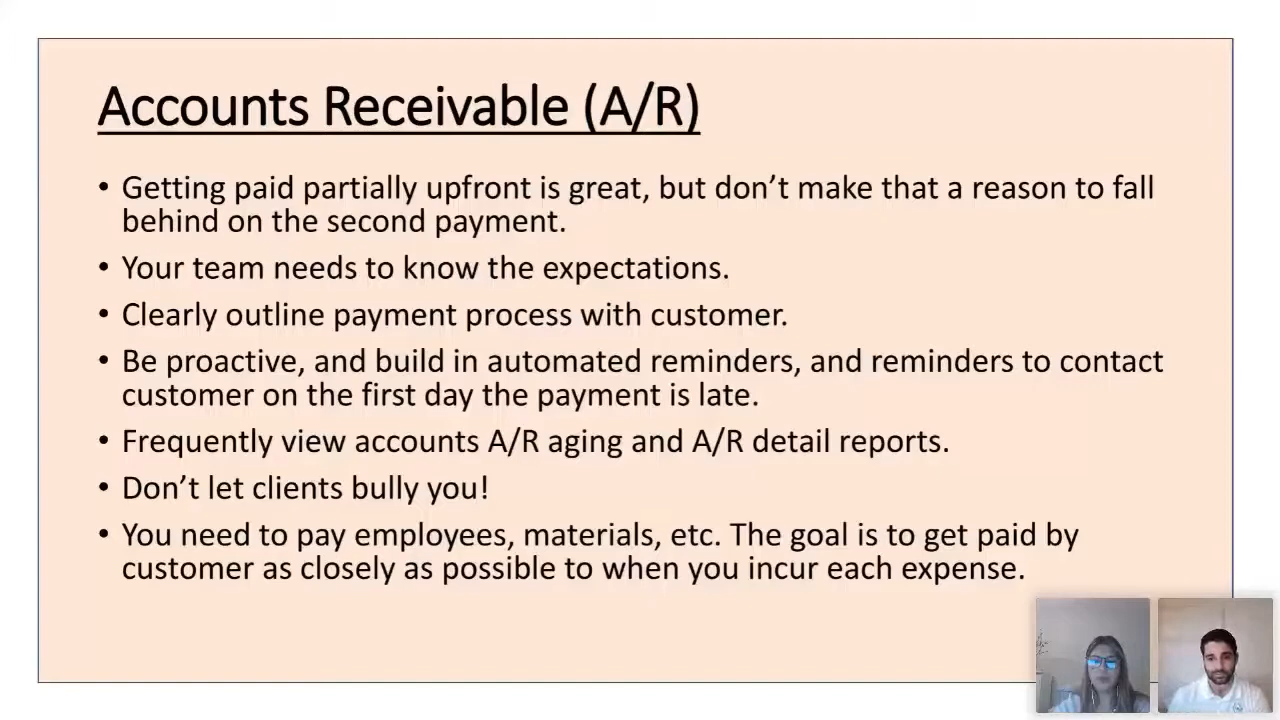 Accounts Receivable (A/R)
• Getting paid partially upfront is great, but don’t make that a reason to fall
behind on the second payment.
• Your team needs to know the expectations.
• Clearly outline payment process with customer.
• Be proactive, and build in automated reminders, and reminders to contact
customer on the first day the payment is late.
• Frequently view accounts A/R aging and A/R detail reports.
• Don’t let clients bully you!
• You need to pay employees, materials, etc. The goal is to get paid by
customer as closely as possible to when you incur each expense.